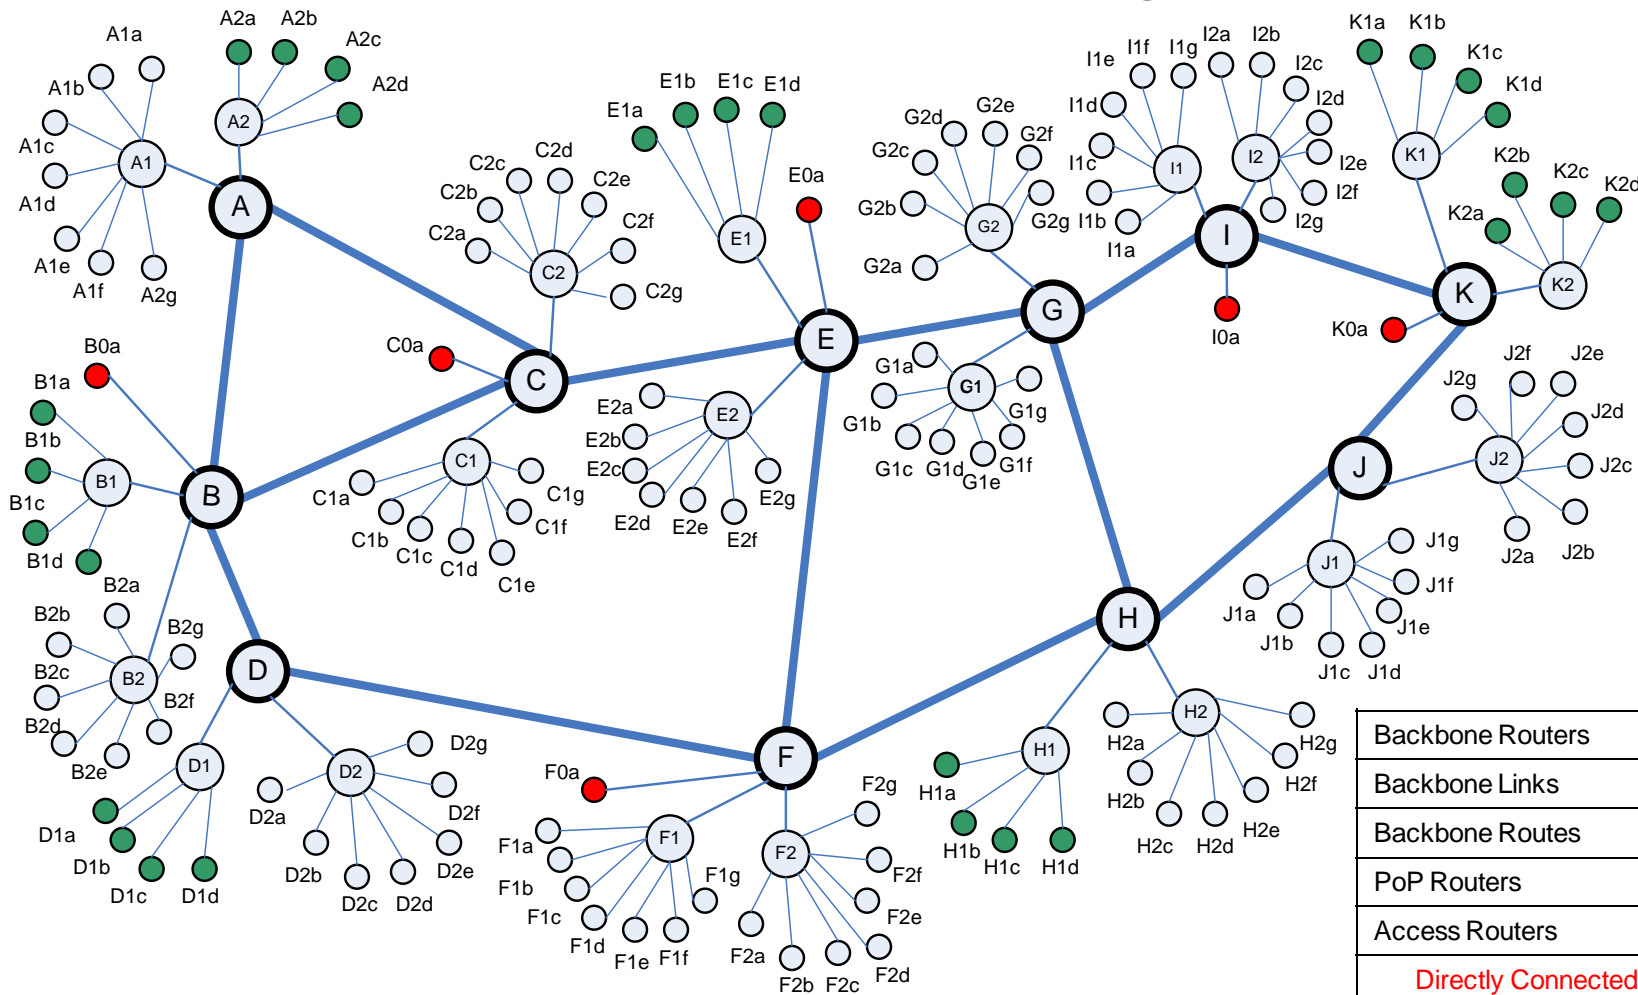 A1a
A1b
A1c
A1d
A1e
A1f
A2g
A1
A2a
A2b
A2c
A2d
A2
A
B0a
B1a
B1b
B1c
B1d
B1
B
B2a
B2b
B2c
B2d
B2e
B2f
B2g
B2
C0a
C2a
C2b
C2c
C2d
C2e
C2f
C2g
C2
C
C1
C1a
C1b
C1c
C1d
C1e
C1f
C1g
D
D1
D1a
D1b
D1c
D1d
D2
D2a
D2b
D2c
D2d
D2e
D2f
D2g
E1a
E1b
E1c
E1d
E1
E0a
E
E2
E2a
E2b
E2c
E2d
E2e
E2f
E2g
F0a
F
F1
F1a
F1b
F1c
F1d
F1e
F1f
F1g
F2
F2a
F2b
F2c
F2d
F2e
F2f
F2g
G2a
G2b
G2c
G2d
G2e
G2f
G2g
G2
G
G1
G1a
G1b
G1c
G1d
G1e
G1f
G1g
H
H1
H1a
H1b
H1c
H1d
H2
H2a
H2b
H2c
H2d
H2e
H2f
H2g
I1a
I1b
I1c
I1d
I1e
I1f
I1g
I1
I2a
I2b
I2c
I2d
I2e
I2f
I2g
I2
I
I0a
J
J1
J1a
J1b
J1c
J1d
J1e
J1f
J1g
J2
J2a
J2b
J2c
J2d
J2e
J2f
J2g
K1a
K1b
K1c
K1d
K1
K2a
K2b
K2c
K2d
K2
K
K0a
Backbone Routers
Backbone Links
Backbone Routes
PoP Routers
Access Routers
Directly Connected